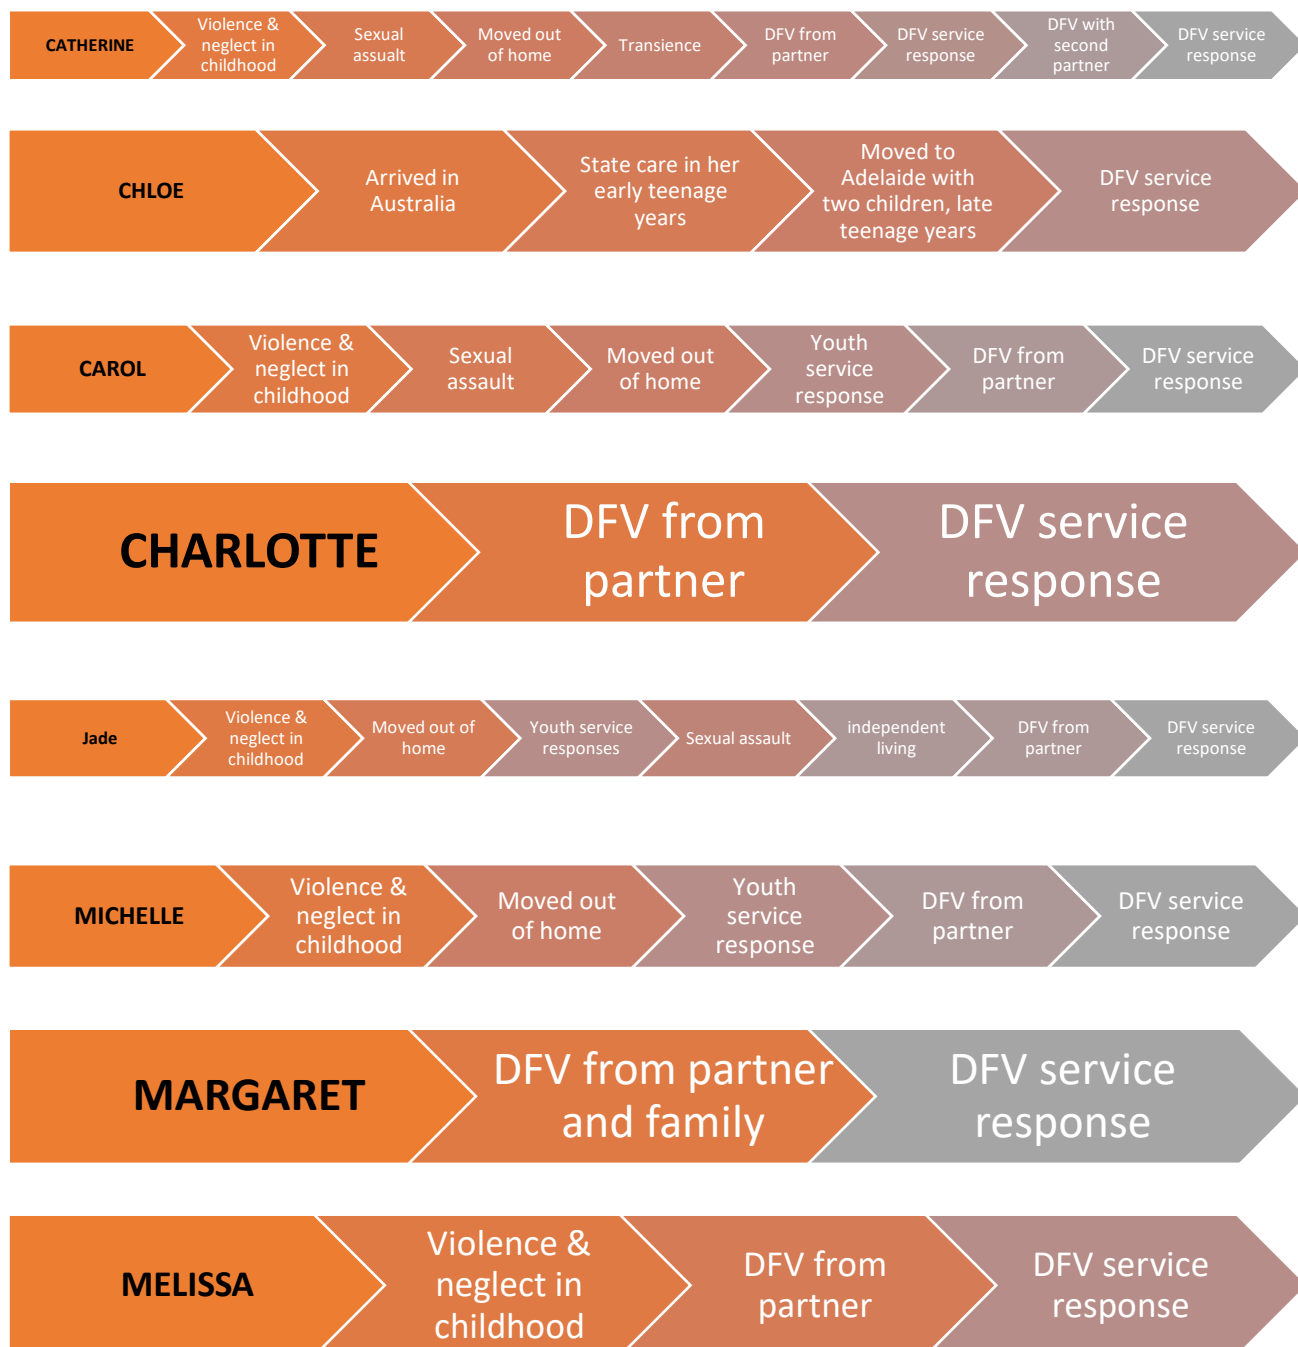 CATHERINE
Violence &
neglect in
childhood
Sexual
assualt
Moved out
of home
Transience
DFV from
partner
DFV service
response
DFV with
second
partner
DFV service
response
CHLOE
Arrived in
Australia
State care in her
early teenage
years
Moved to
Adelaide with
two children, late
teenage years
DFV service
response
CAROL
Violence &
neglect in
childhood
Sexual
assault
Moved out
of home
Youth
service
response
DFV from
partner
DFV service
response
CHARLOTTE
DFV from
partner
DFV service
response
Jade
Violence &
neglect in
childhood
Moved out of
home
Youth service
responses
Sexual assault
independent
living
DFV from
partner
DFV service
response
MICHELLE
Violence &
neglect in
childhood
Moved out
of home
Youth
service
response
DFV from
partner
DFV service
response
MARGARET
DFV from partner
and family
DFV service
response
MELISSA
Violence &
neglect in
childhood
DFV from
partner
DFV service
response